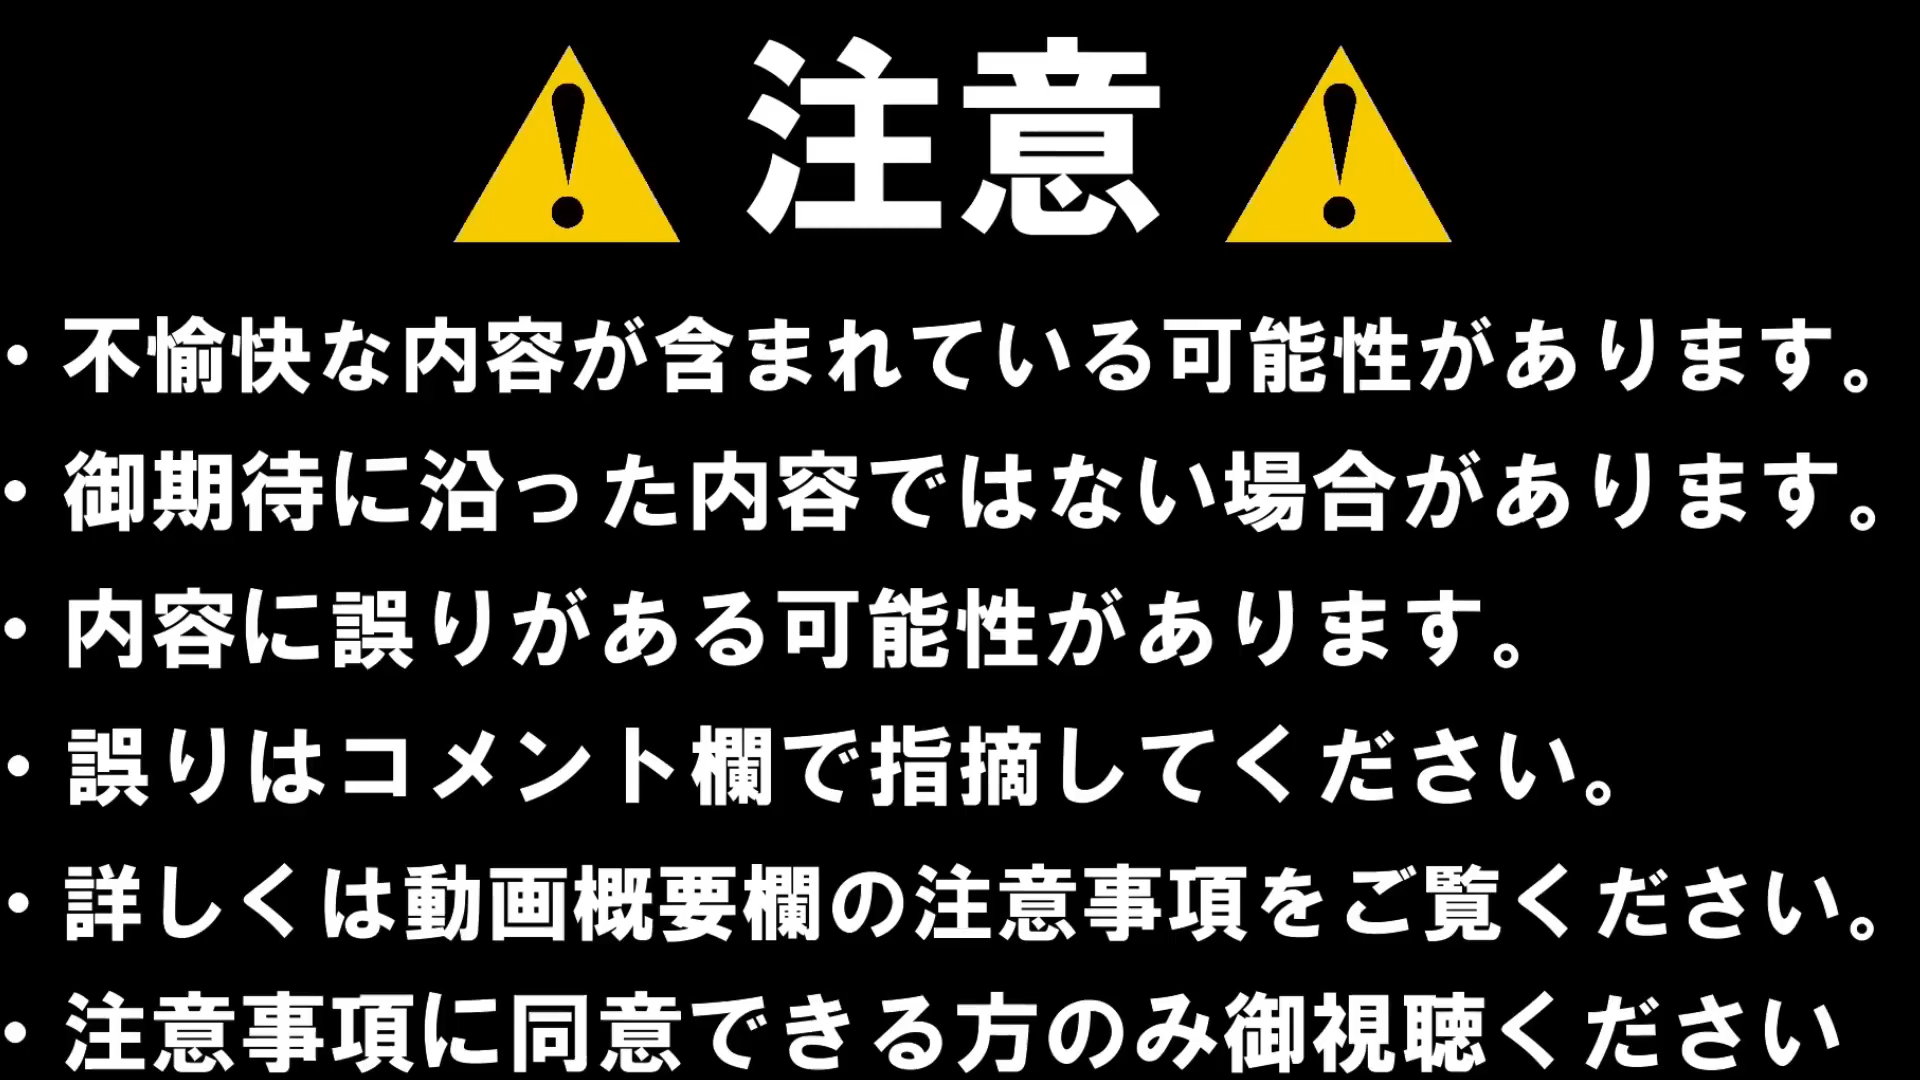 注意
・不愉快な内容が含まれている可能性があります。
・御期待に沿った内容ではない場合があります。
・内容に誤りがある可能性があります。
・誤りはコメント欄で指摘してください。
・詳しくは動画概要欄の注意事項をご覧ください。
・注意事項に同意できる方のみ御視聴ください